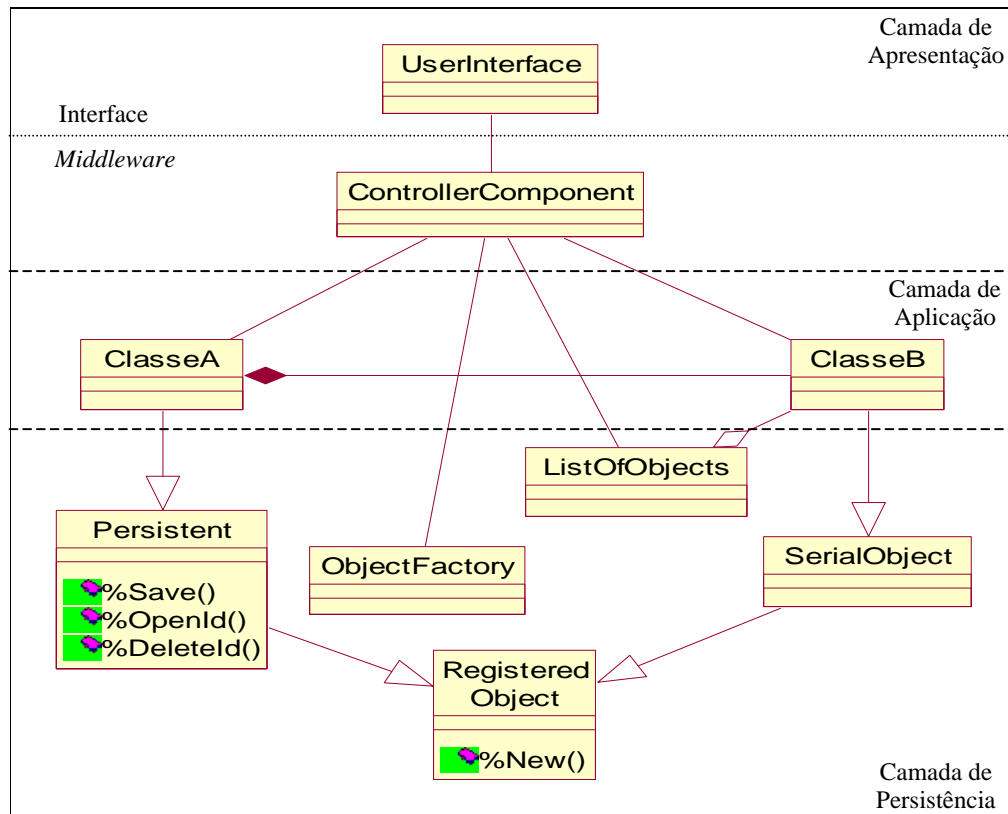 Camada de
Apresentação
UserInterface
Interface
Middleware
ControllerComponent
Camada de
Aplicação
ClasseA
ClasseB
ListOfObjects
Persistent
%Save()
%OpenId()
%DeleteId()
ObjectFactory
SerialObject
Registered
Object
%New()
Camada de
Persistência